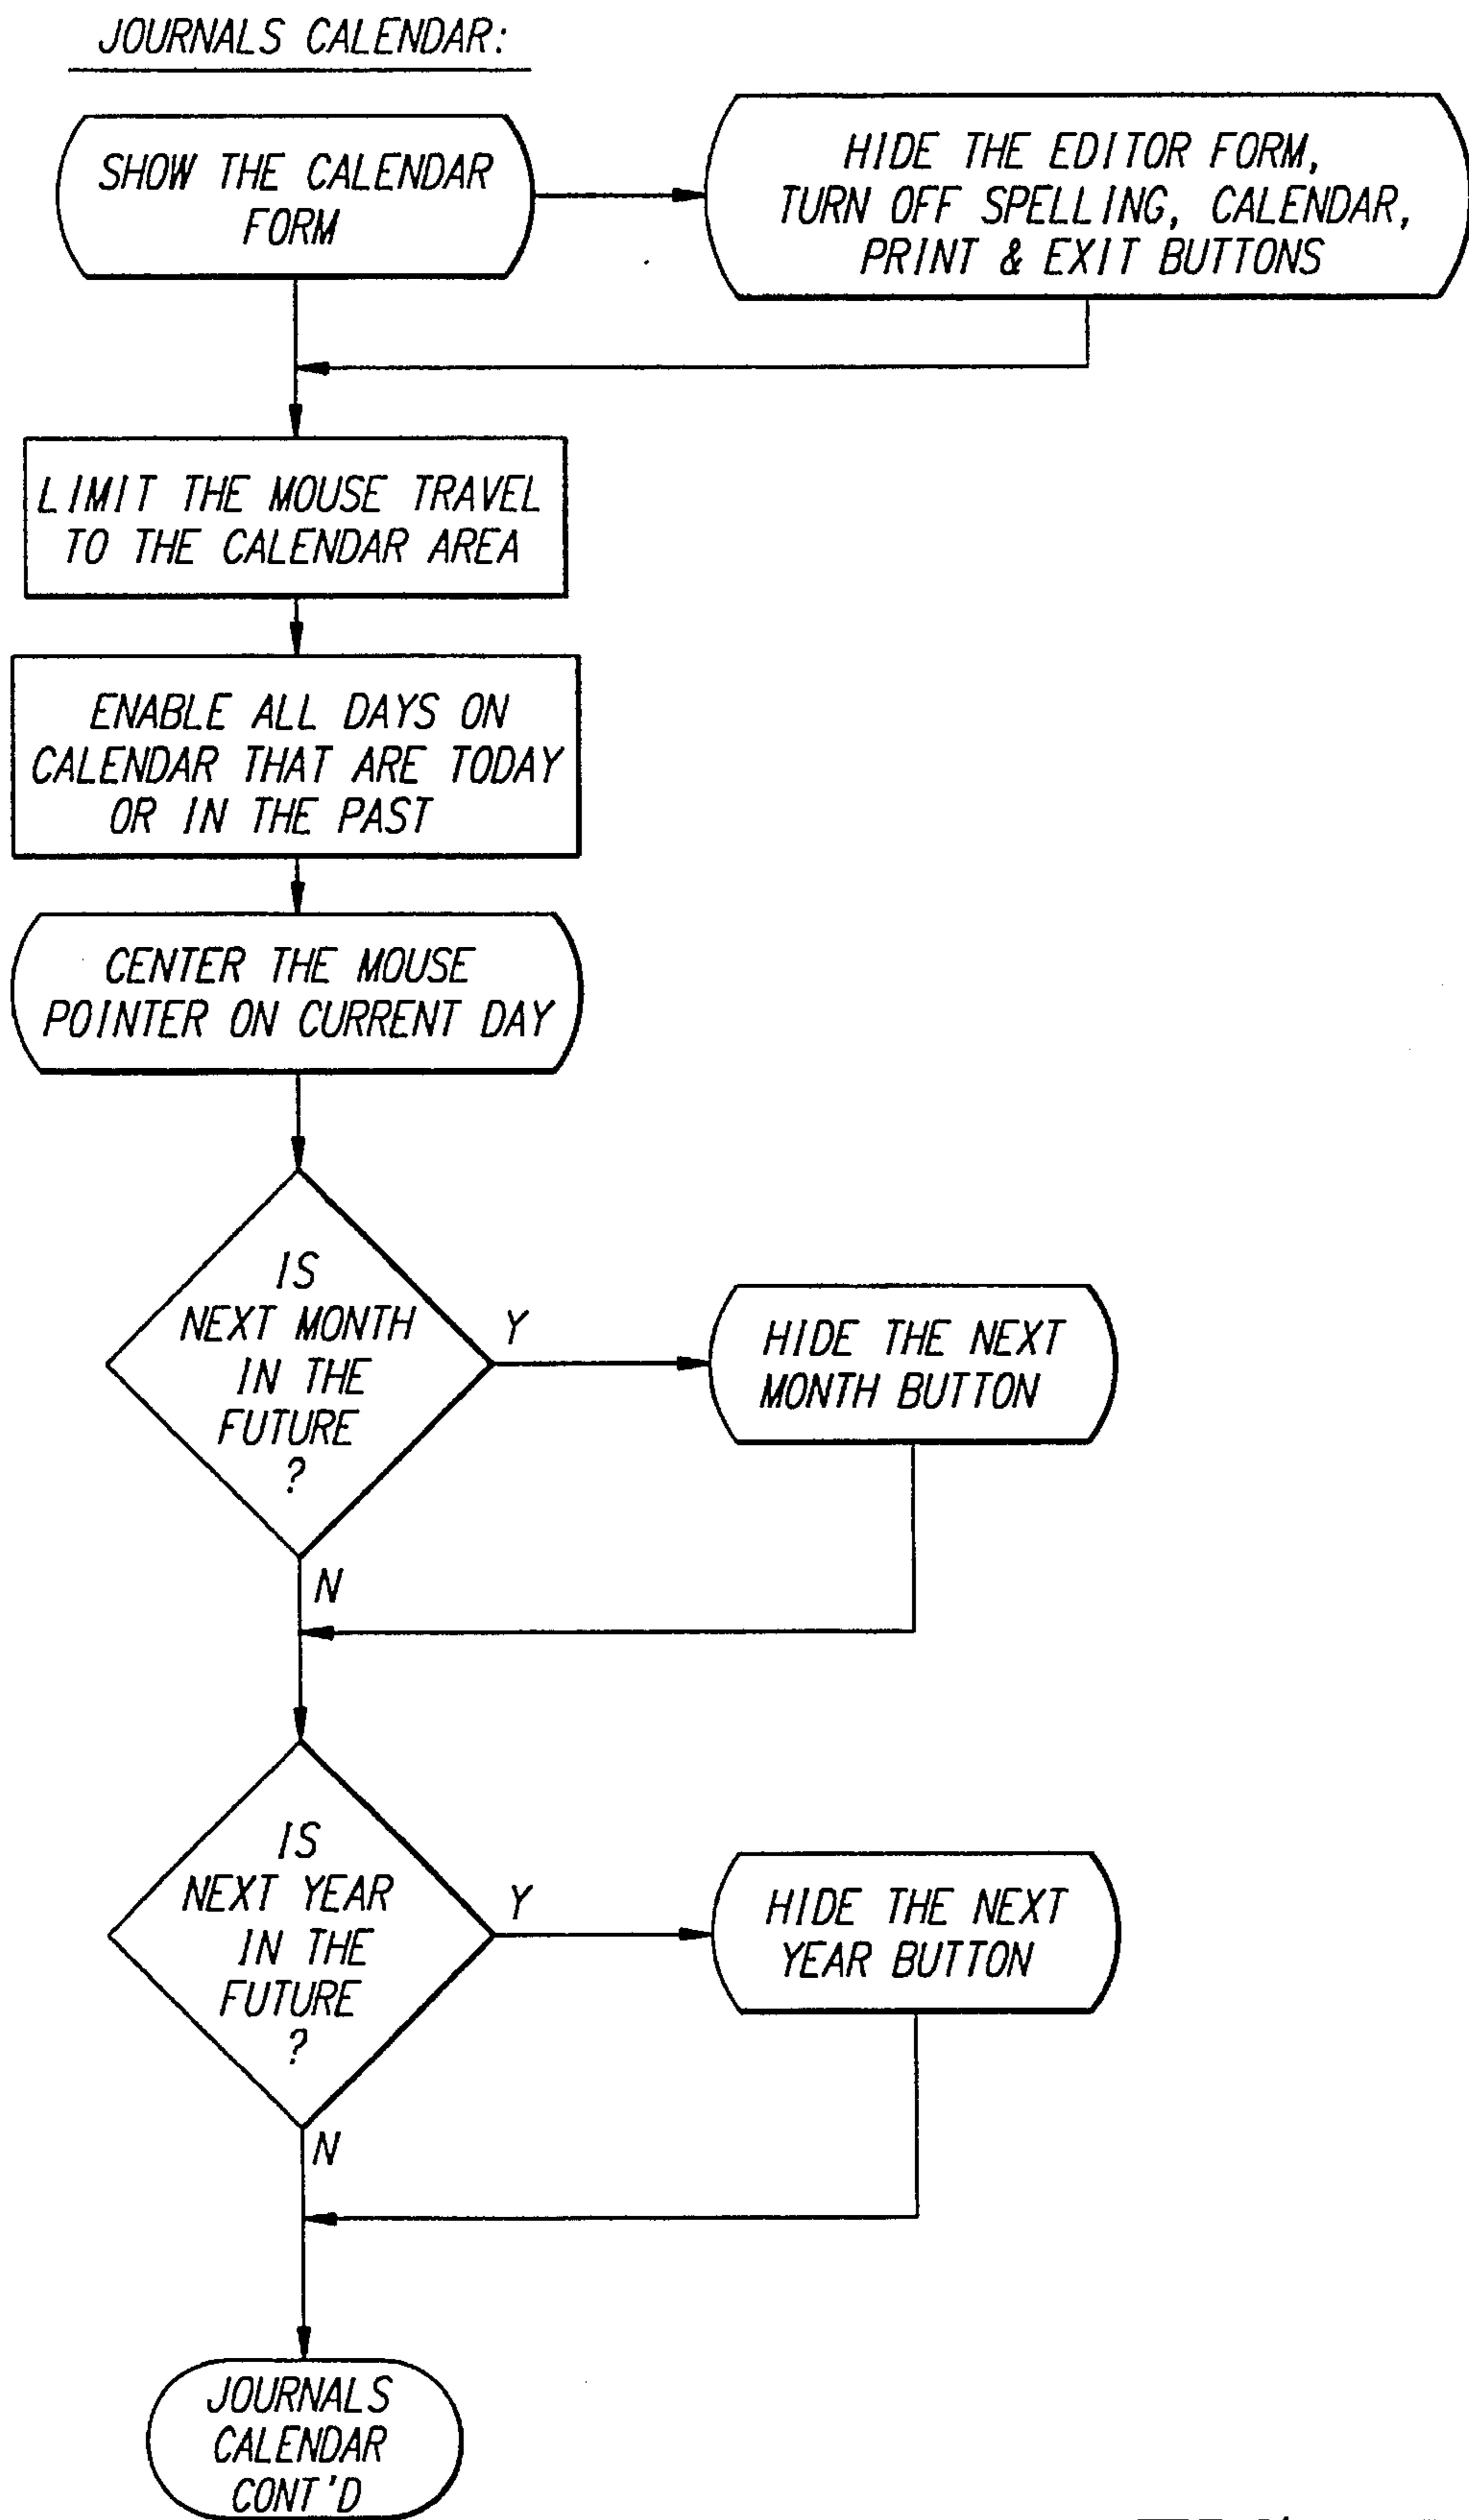 JOURNALS CALENDAR:
SHOW THE CALENDAR
FORM
HIDE THE EDITOR FORM,
TURN OFF SPELLING, CALENDAR,
PRINT & EXIT BUTTONS
LIMIT THE MOUSE TRAVEL
TO THE CALENDAR AREA
ENABLE ALL DAYS ON
CALENDAR THAT ARE TODAY
OR IN THE PAST
CENTER THE MOUSE
POINTER ON CURRENT DAY
IS
NEXT MONTH
IN THE
FUTURE
?
Y
HIDE THE NEXT
MONTH BUTTON
N
IS
NEXT YEAR
IN THE
FUTURE
?
Y
HIDE THE NEXT
YEAR BUTTON
N
JOURNALS
CALENDAR
CONT'D